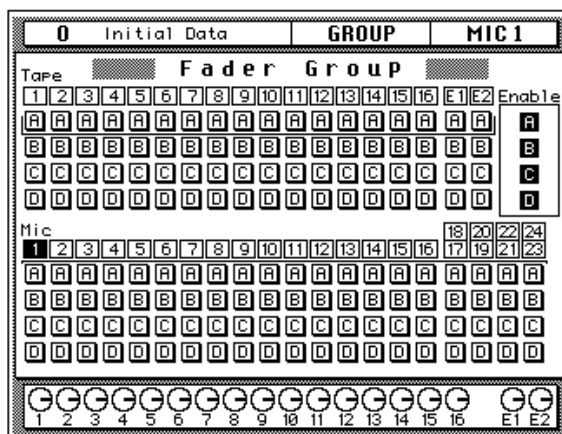 0 Initial Data GROUP MIC 1
Fader Group
Tape
1 2 3 4 5 6 7 8 9 10 11 12 13 14 15 16 E1 E2 Enable
A A A A A A A A A A A A A A A A A A A
B B B B B B B B B B B B B B B B B B B
C C C C C C C C C C C C C C C C C C C
D D D D D D D D D D D D D D D D D D D
Mic
18 20 22 24
1 2 3 4 5 6 7 8 9 10 11 12 13 14 15 16 17 19 21 23
A A A A A A A A A A A A A A A A A A A A
B B B B B B B B B B B B B B B B B B B B
C C C C C C C C C C C C C C C C C C C C
D D D D D D D D D D D D D D D D D D D D
1 2 3 4 5 6 7 8 9 10 11 12 13 14 15 16 E1 E2